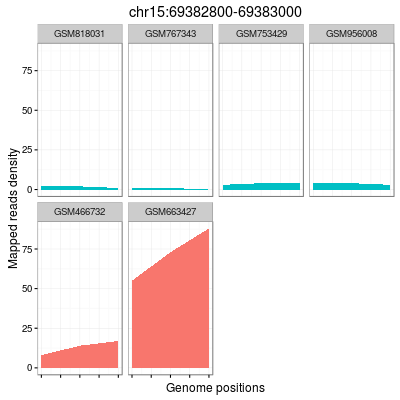 chr15:69382800-69383000
GSM818031 GSM767343 GSM753429 GSM956008
75
50
25
0
GSM466732 GSM663427
75
50
25
0
Mapped reads density
Genome positions